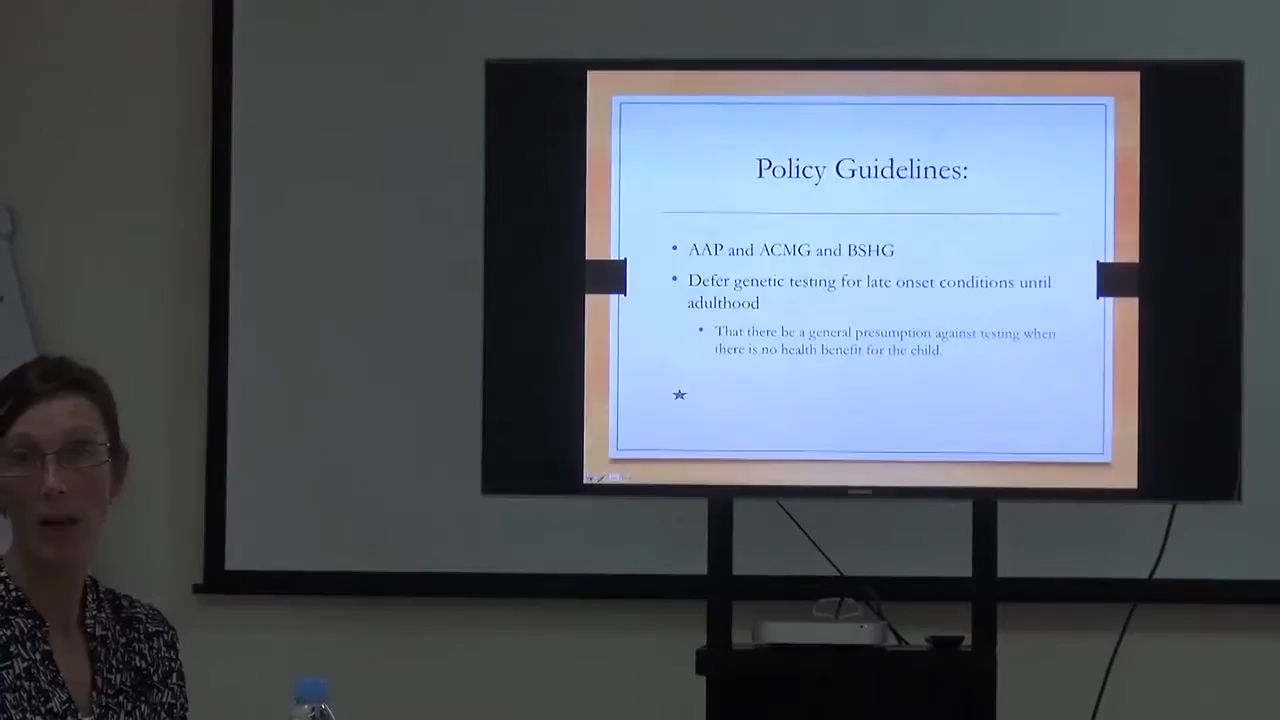 Policy Guidelines:
• AAP and ACMG and BSHG
• Defer genetic testing for late onset conditions until
adulthood
• That there be a general presumption against testing when
there is no health benefit for the child.